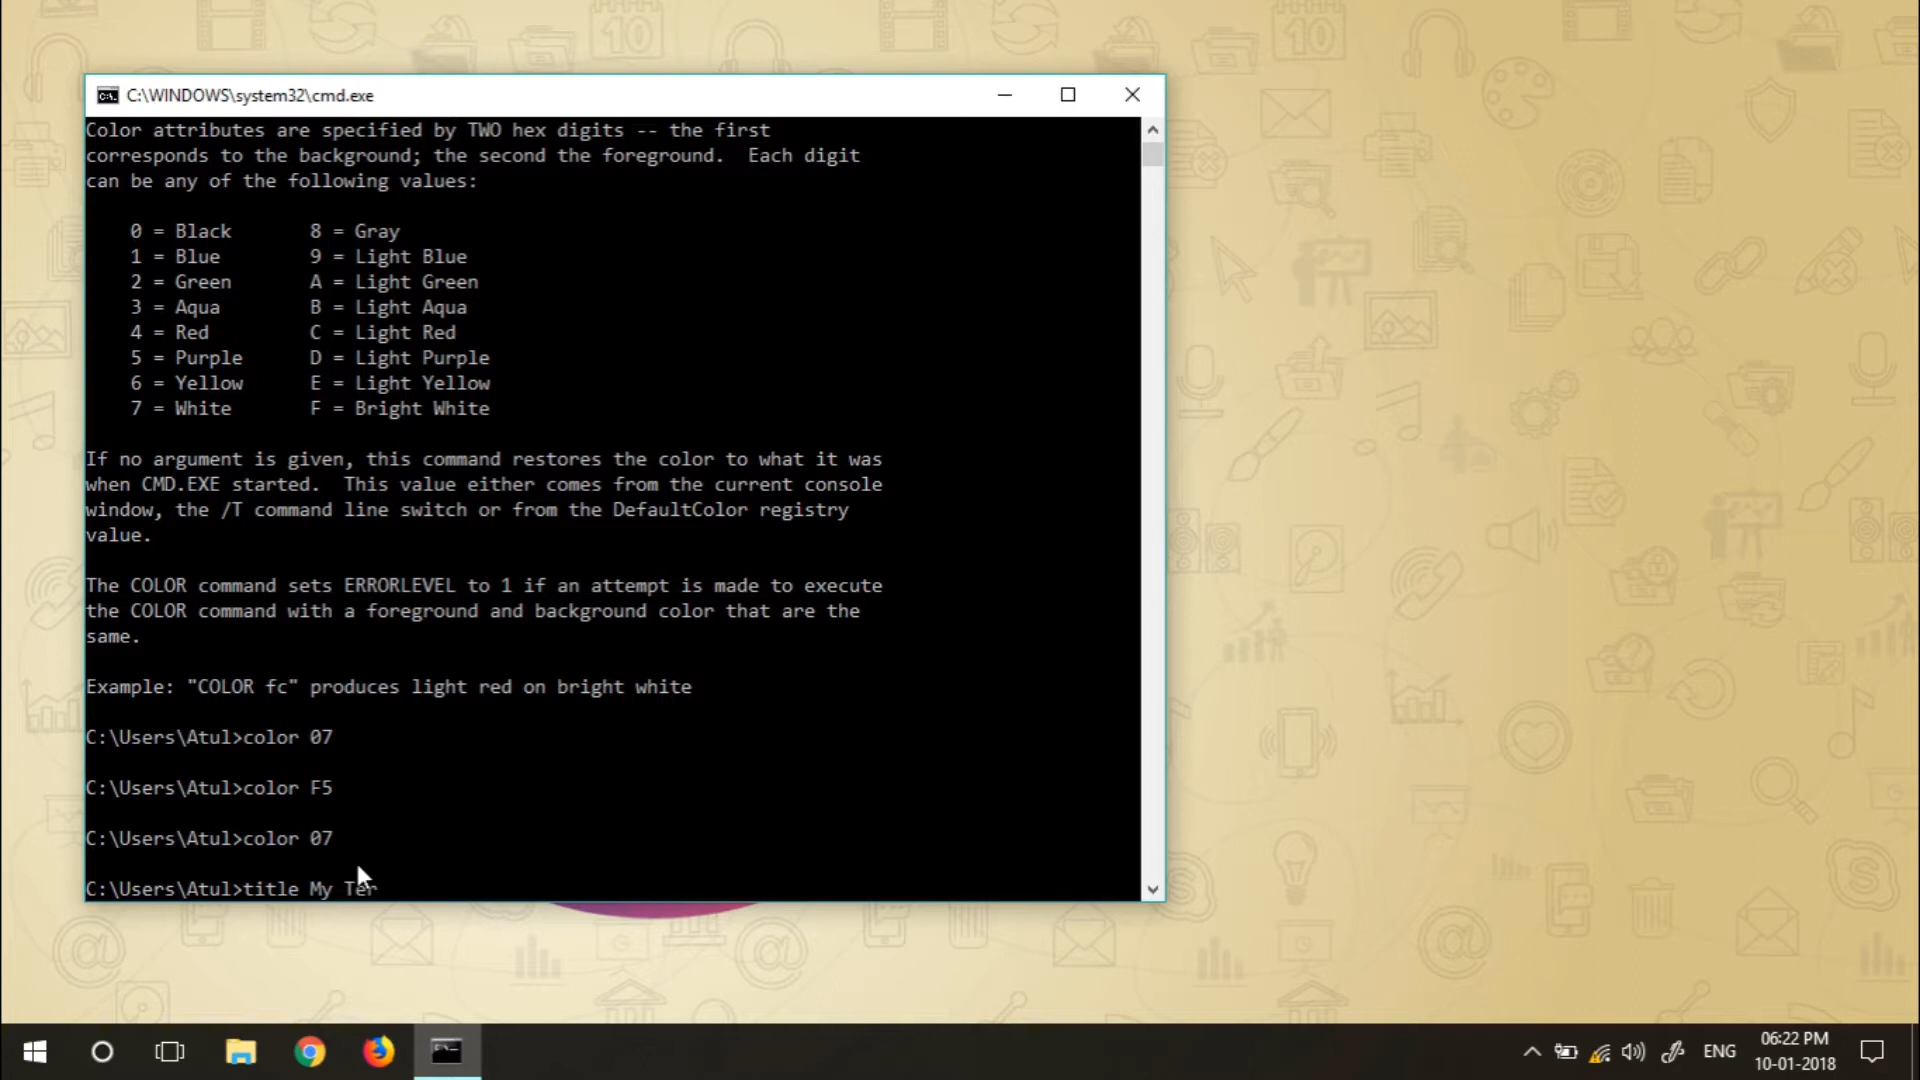 C:\WINDOWS\system32\cmd.exe
Color attributes are specified by TWO hex digits -- the first
corresponds to the background; the second the foreground.  Each digit
can be any of the following values:
0 = Black       8 = Gray
1 = Blue        9 = Light Blue
2 = Green       A = Light Green
3 = Aqua        B = Light Aqua
4 = Red         C = Light Red
5 = Purple      D = Light Purple
6 = Yellow      E = Light Yellow
7 = White       F = Bright White
If no argument is given, this command restores the color to what it was
when CMD.EXE started.  This value either comes from the current console
window, the /T command line switch or from the DefaultColor registry
value.
The COLOR command sets ERRORLEVEL to 1 if an attempt is made to execute
the COLOR command with a foreground and background color that are the
same.
Example: "COLOR fc" produces light red on bright white
C:\Users\Atul>color 07
C:\Users\Atul>color F5
C:\Users\Atul>color 07
C:\Users\Atul>title My Ter
10
10
ENG
06:22 PM
10-01-2018